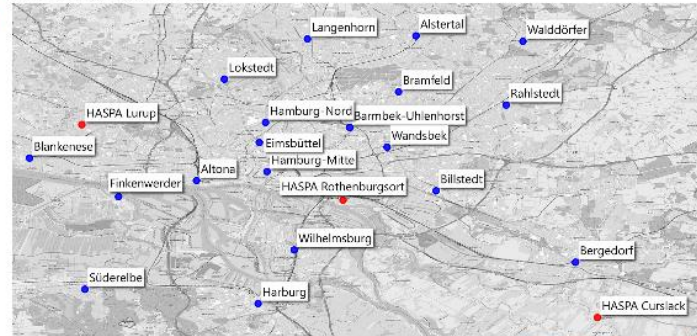 Langenhorn
Alstertal
Walddörfer
Lokstedt
Bramfeld
Rahlstedt
HASPA Lurup
Hamburg-Nord
Barmbek-Uhlenhorst
Blankenese
Eimsbüttel
Wandsbek
Altona
Hamburg-Mitte
Finkenwerder
HASPA Rothenburgsort
Billstedt
Wilhelmsburg
Bergedorf
Süderelbe
Harburg
HASPA Curslack